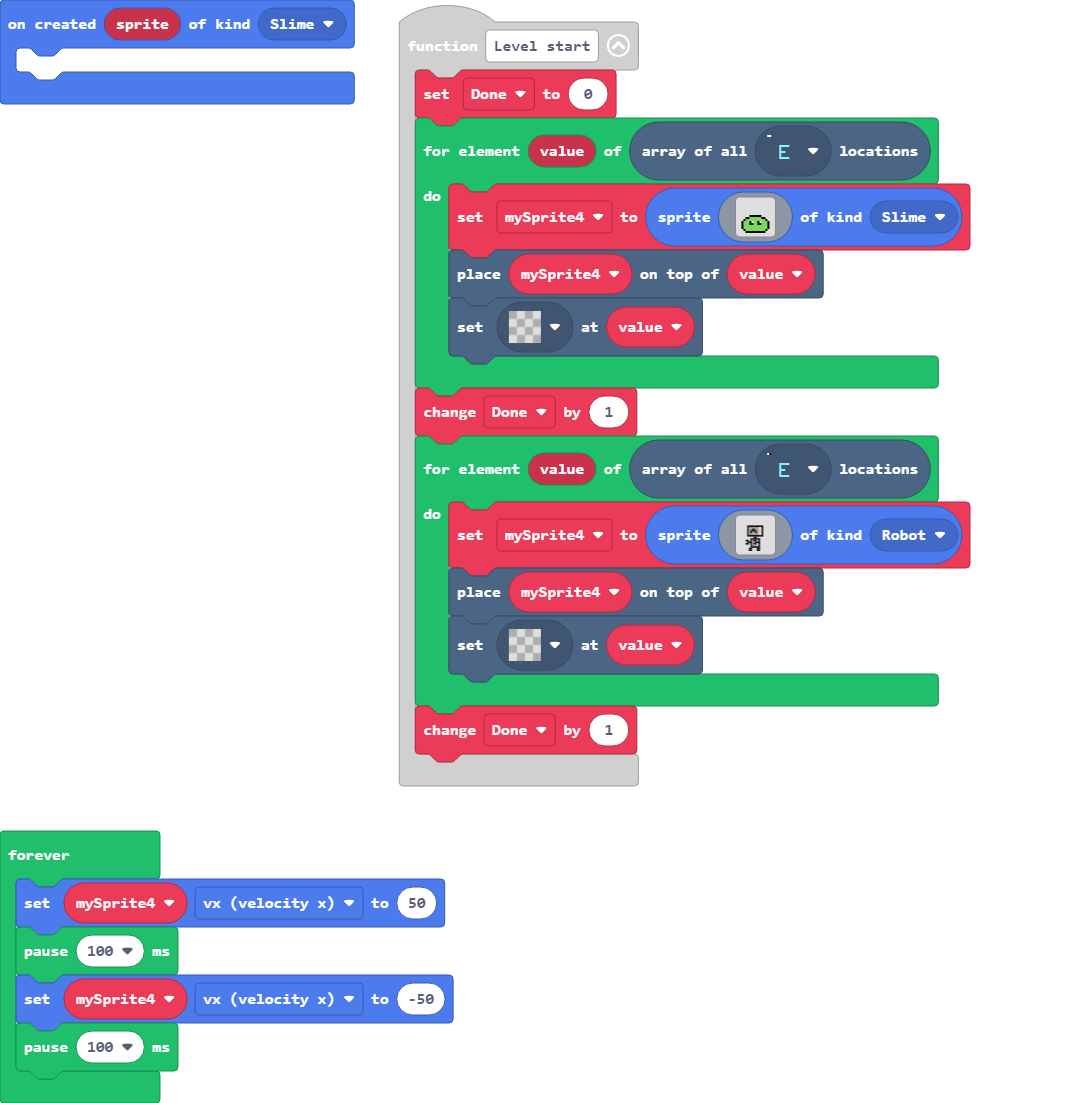 on created sprite of kind Slime
function Level start
set Done to 0
for element value of array of all E locations
do
set mySprite4 to sprite of kind Slime
place mySprite4 on top of value
set at value
change Done by 1
for element value of array of all E locations
do
set mySprite4 to sprite of kind Robot
place mySprite4 on top of value
set at value
change Done by 1
forever
set mySprite4 vx (velocity x) to 50
pause 100 ms
set mySprite4 vx (velocity x) to -50
pause 100 ms